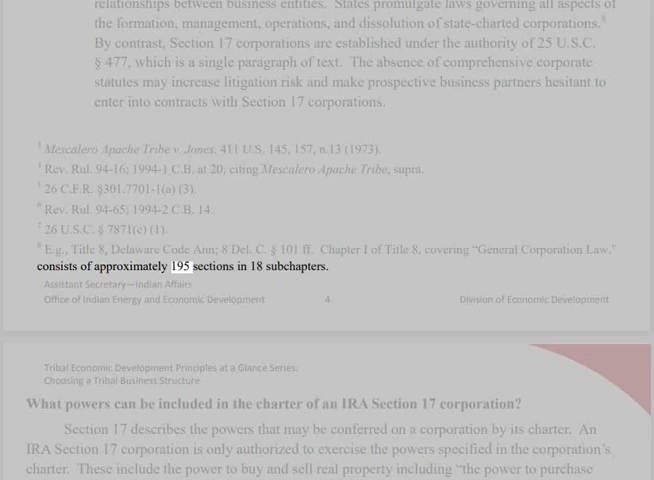 relationships between business entities. States promulgate laws governing all aspects of
the formation, management, operations, and dissolution of state-charted corporations.8
By contrast, Section 17 corporations are established under the authority of 25 U.S.C.
§ 477, which is a single paragraph of text. The absence of comprehensive corporate
statutes may increase litigation risk and make prospective business partners hesitant to
enter into contracts with Section 17 corporations.
3 Mescalero Apache Tribe v. Jones, 411 U.S. 145, 157, n.13 (1973).
4 Rev. Rul. 94-16; 1994-1 C.B. at 20; citing Mescalero Apache Tribe, supra.
5 26 C.F.R. §301.7701-1(a) (3).
6 Rev. Rul. 94-65; 1994-2 C.B. 14.
7 26 U.S.C. § 7871(c) (1).
8 E.g., Title 8, Delaware Code Ann; 8 Del. C. § 101 ff. Chapter I of Title 8, covering “General Corporation Law,”
consists of approximately 195 sections in 18 subchapters.
Assistant Secretary—Indian Affairs
Office of Indian Energy and Economic Development 4 Division of Economic Development
Tribal Economic Development Principles at a Glance Series:
Choosing a Tribal Business Structure
What powers can be included in the charter of an IRA Section 17 corporation?
Section 17 describes the powers that may be conferred on a corporation by its charter. An
IRA Section 17 corporation is only authorized to exercise the powers specified in the corporation’s
charter. These include the power to buy and sell real property including “the power to purchase